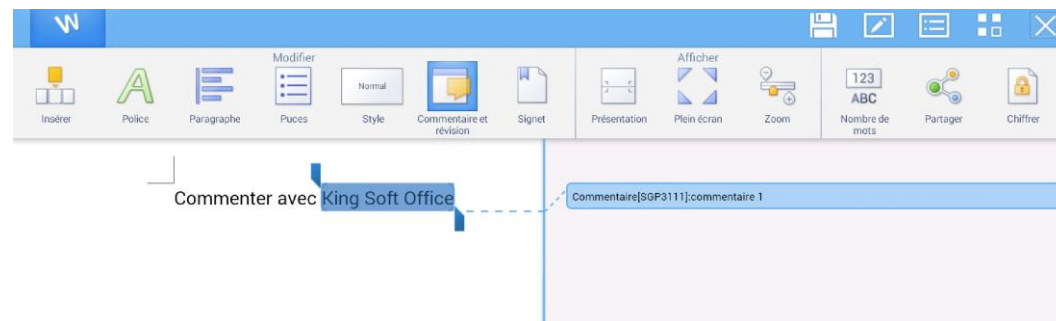 W
Modifier
Afficher
Normal
123
ABC
Insérer Police Paragraphe Puces Style Commentaire et révision Signet Présentation Plein écran Zoom Nombre de mots Partager Chiffrer
Commenter avec King Soft Office
Commentaire[SGP3111]:commentaire 1